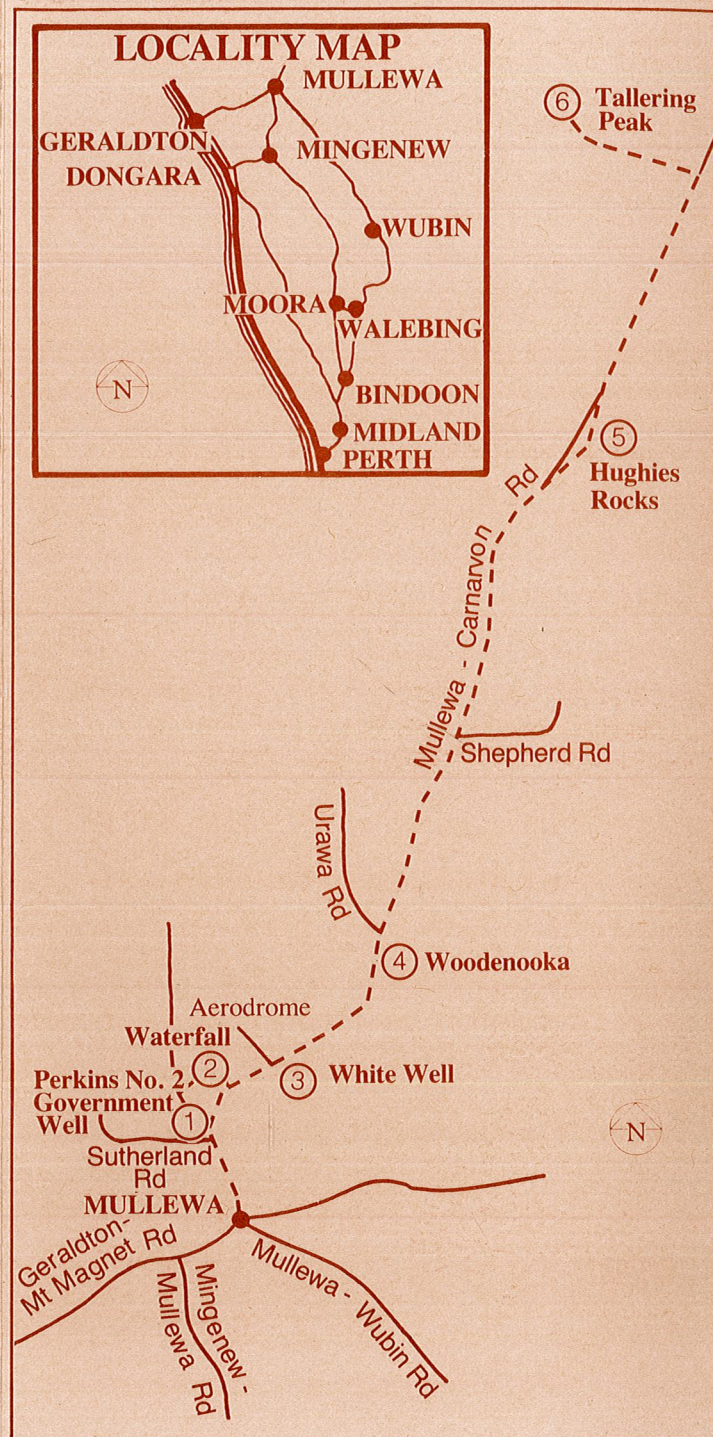 LOCALITY MAP
MULLEWA
GERALDTON
MINGENEW
DONGARA
WUBIN
MOORA
WALEBING
N
BINDOON
MIDLAND
PERTH
6 Tallering
Peak
5
Hughies
Rocks
Mullewa - Carnarvon Rd
Shepherd Rd
Urawa Rd
4 Woodenooka
Aerodrome
Waterfall
2
3 White Well
Perkins No. 2
Government
Well
1
N
Sutherland
Rd
MULLEWA
Geraldton-
Mt Magnet Rd
Mingenew -
Mullewa Rd
Mullewa - Wubin Rd